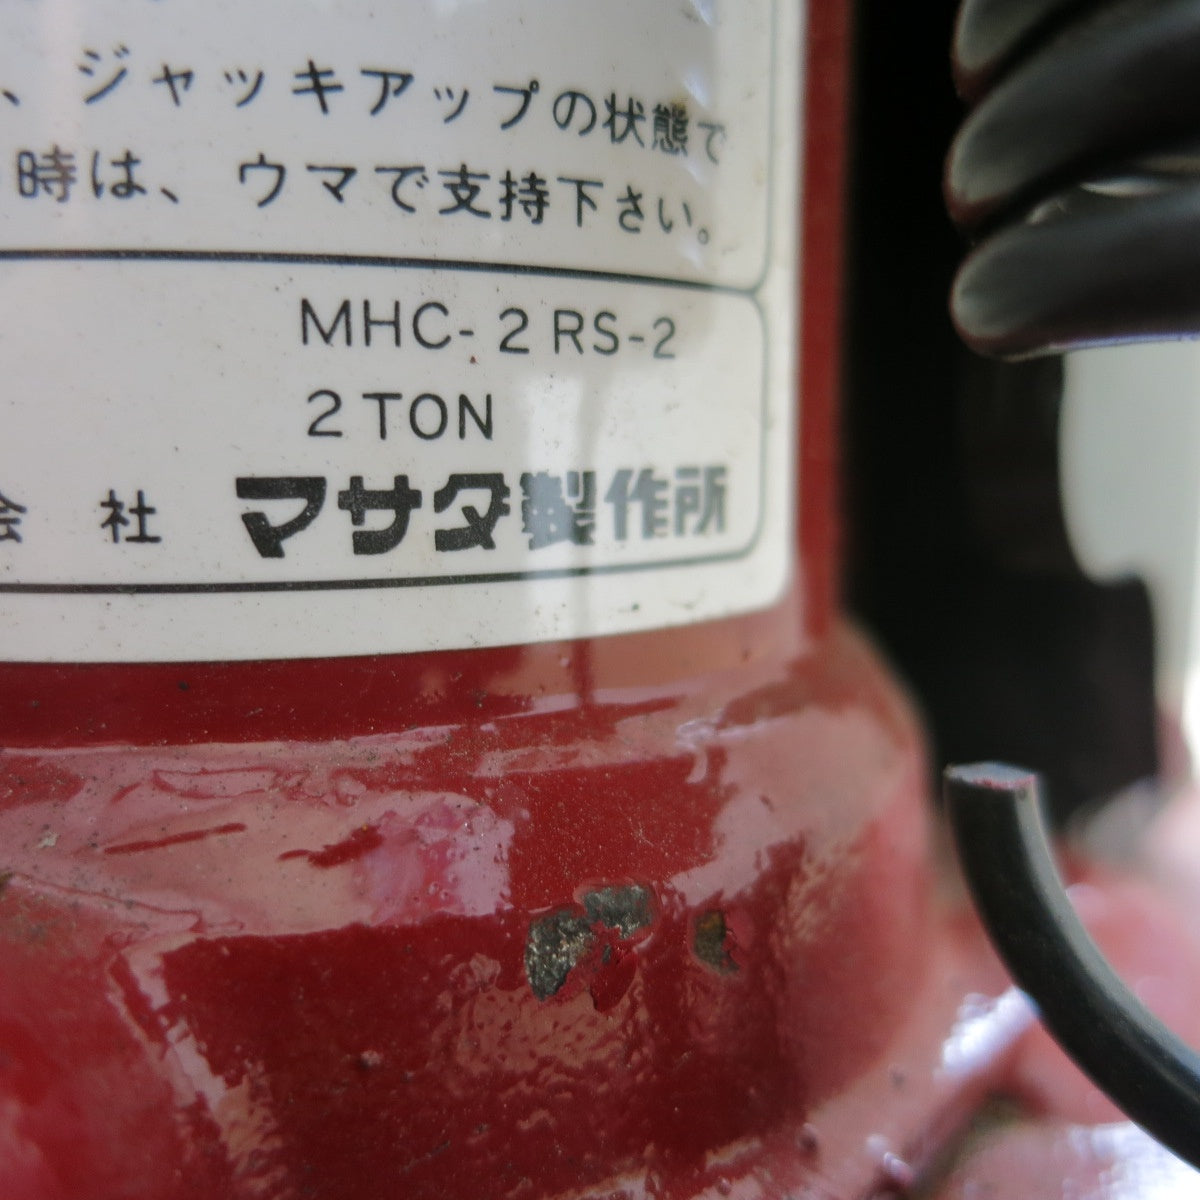 、ジャッキアップの状態で
時は、ウマで支持下さい。
MHC-2RS-2
2TON
会 社 マサダ製作所